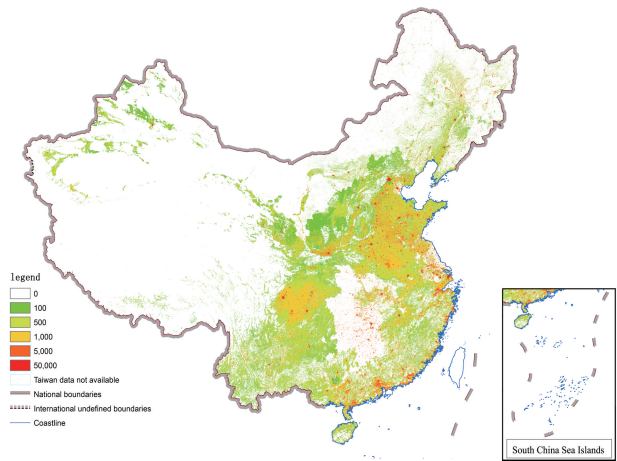 legend
0
100
500
1,000
5,000
50,000
Taiwan data not available
National boundaries
International undefined boundaries
Coastline
South China Sea Islands